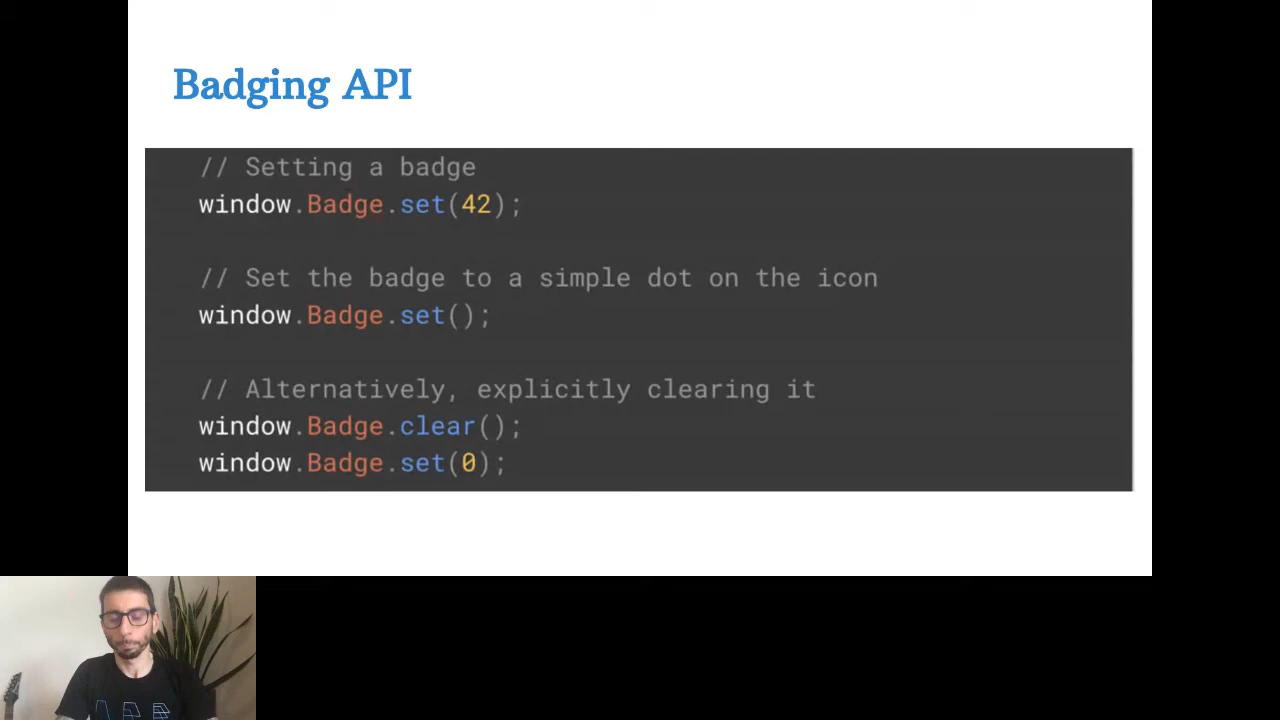 Badging API
// Setting a badge
window.Badge.set(42);
// Set the badge to a simple dot on the icon
window.Badge.set();
// Alternatively, explicitly clearing it
window.Badge.clear();
window.Badge.set(0);